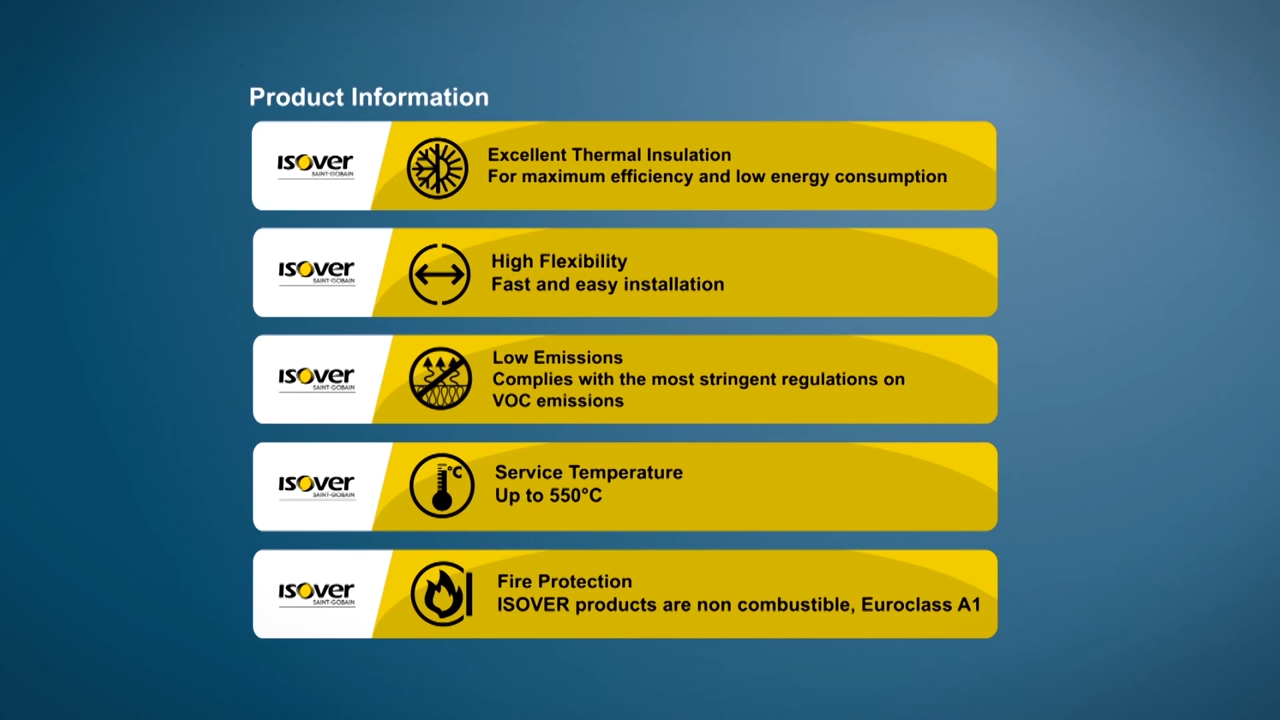 Product Information
ISOVER
SAINT-GOBAIN
Excellent Thermal Insulation
For maximum efficiency and low energy consumption
ISOVER
SAINT-GOBAIN
High Flexibility
Fast and easy installation
ISOVER
SAINT-GOBAIN
Low Emissions
Complies with the most stringent regulations on
VOC emissions
ISOVER
SAINT-GOBAIN
°C
Service Temperature
Up to 550°C
ISOVER
SAINT-GOBAIN
Fire Protection
ISOVER products are non combustible, Euroclass A1